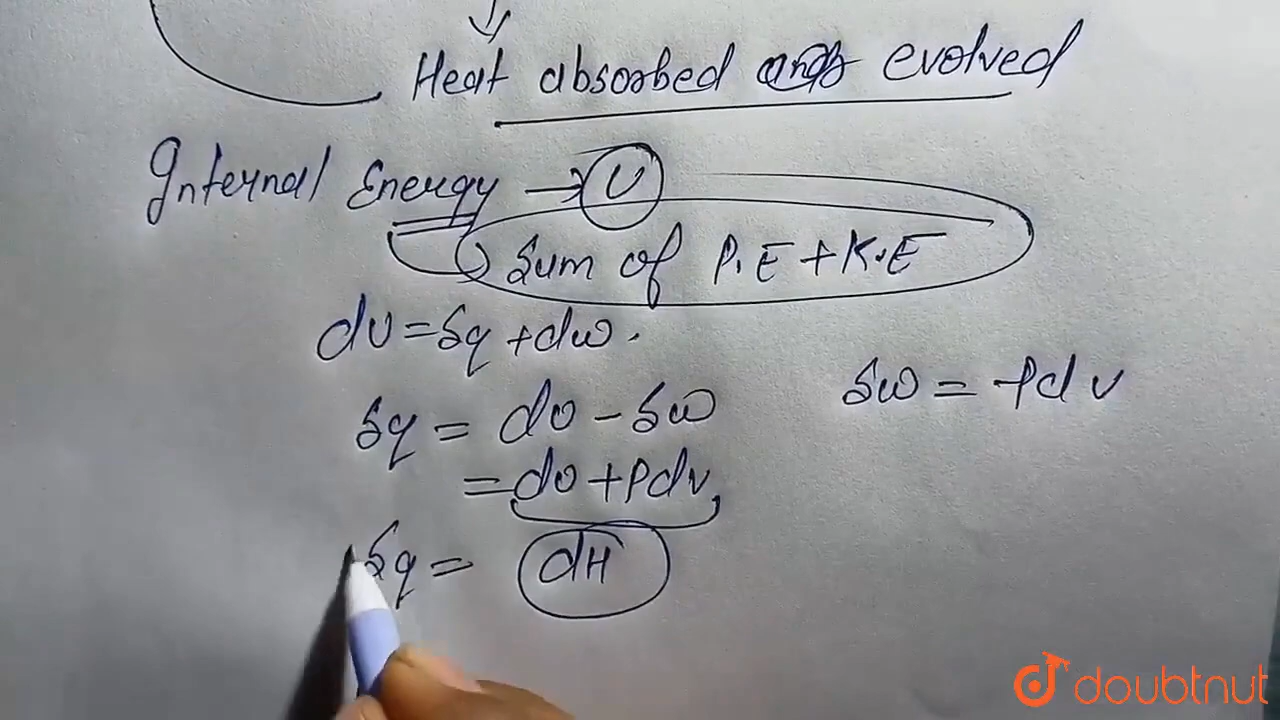 Heat absorbed evolved
Internal Energy → U
Sum of P.E + K.E
dU = δq + dw.
δq = dU - δw
δw = -Pdv
= dU + Pdv
δq = dH
doubtnut